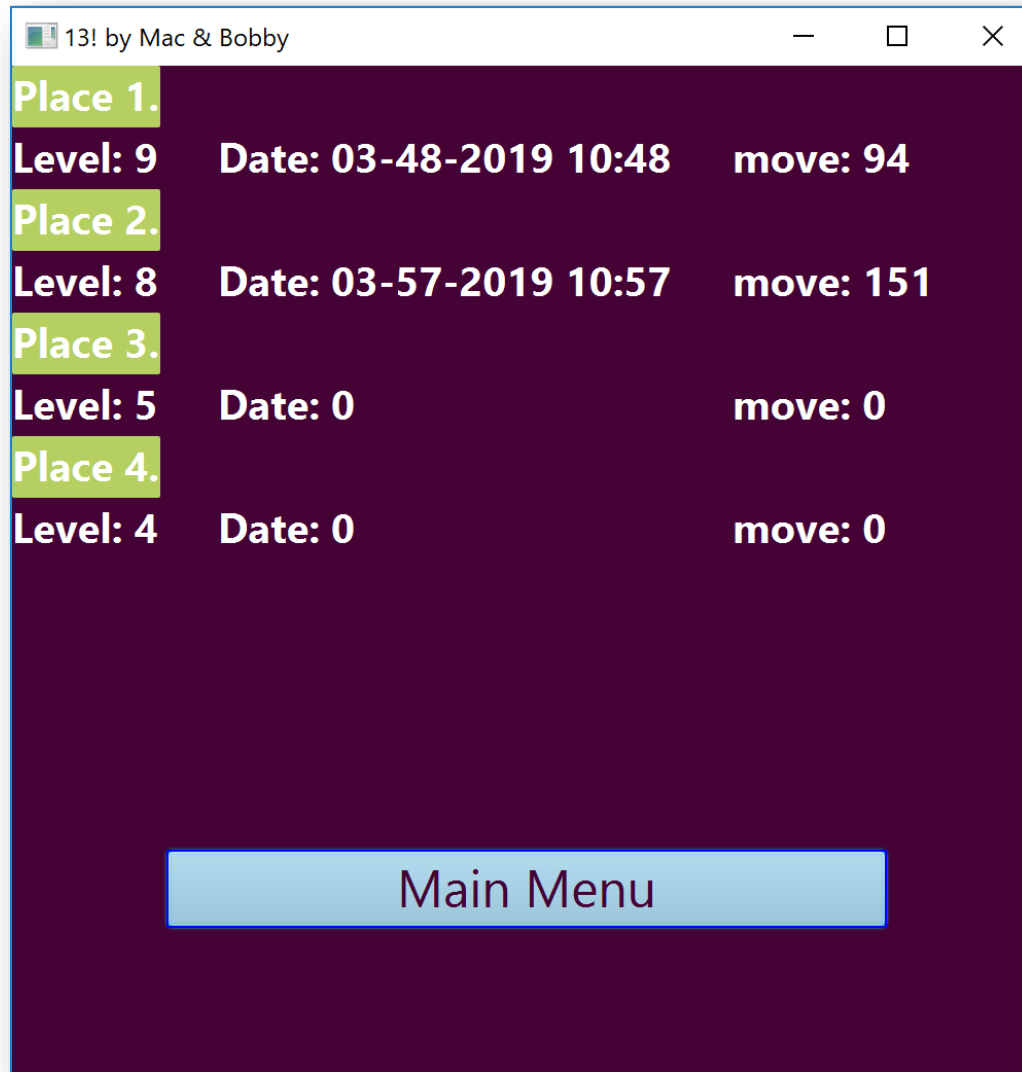 13! by Mac & Bobby
Place 1.
Level: 9 Date: 03-48-2019 10:48 move: 94
Place 2.
Level: 8 Date: 03-57-2019 10:57 move: 151
Place 3.
Level: 5 Date: 0 move: 0
Place 4.
Level: 4 Date: 0 move: 0
Main Menu